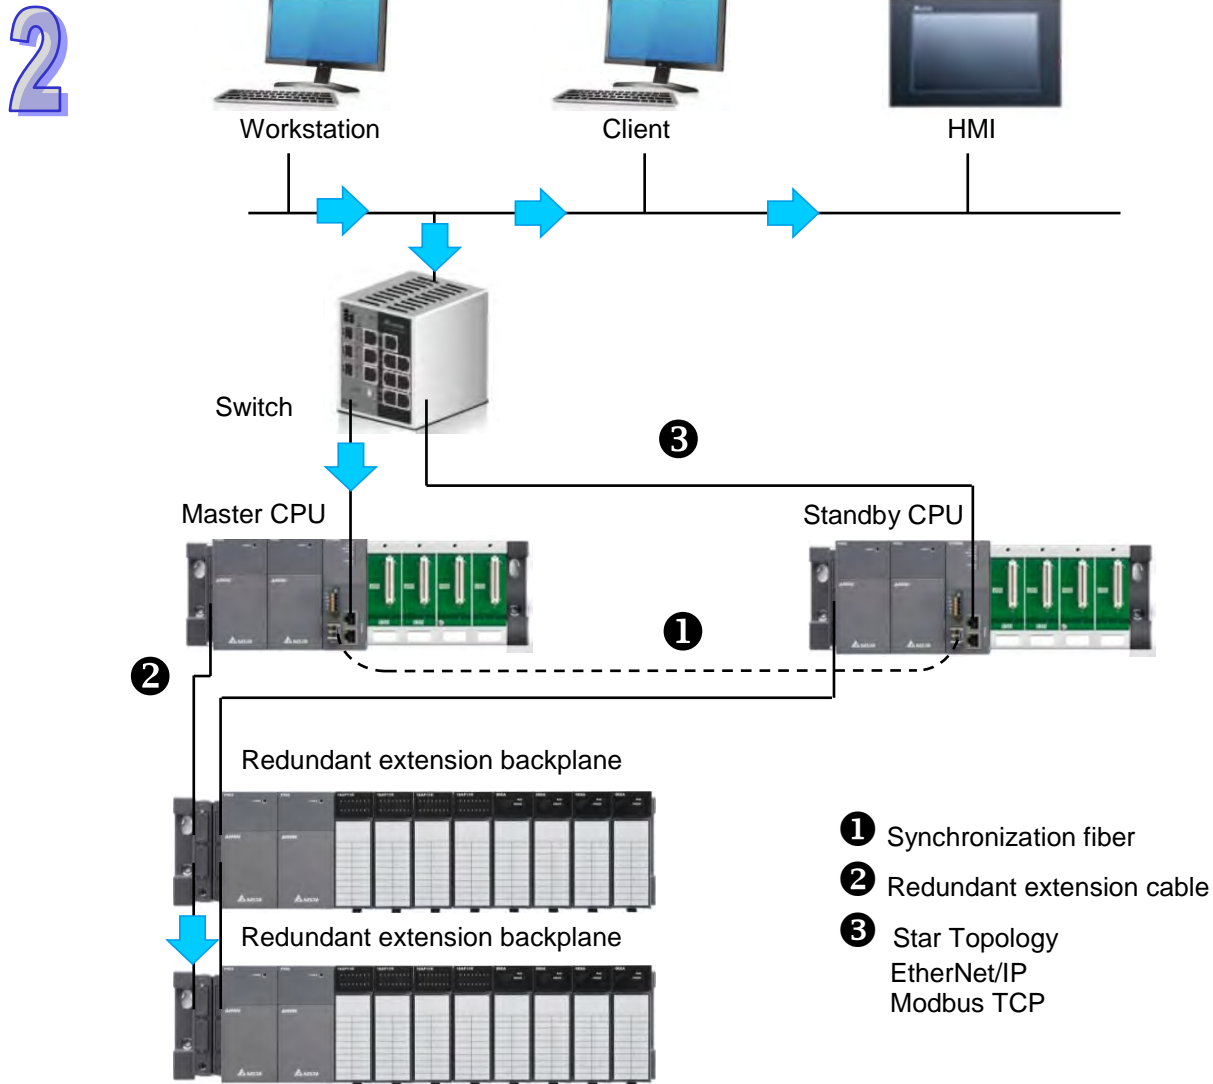 2
Workstation
Client
HMI
Switch
❸
Master CPU
Standby CPU
❶
❷
Redundant extension backplane
❶ Synchronization fiber
❷ Redundant extension cable
Redundant extension backplane
❸ Star Topology
EtherNet/IP
Modbus TCP